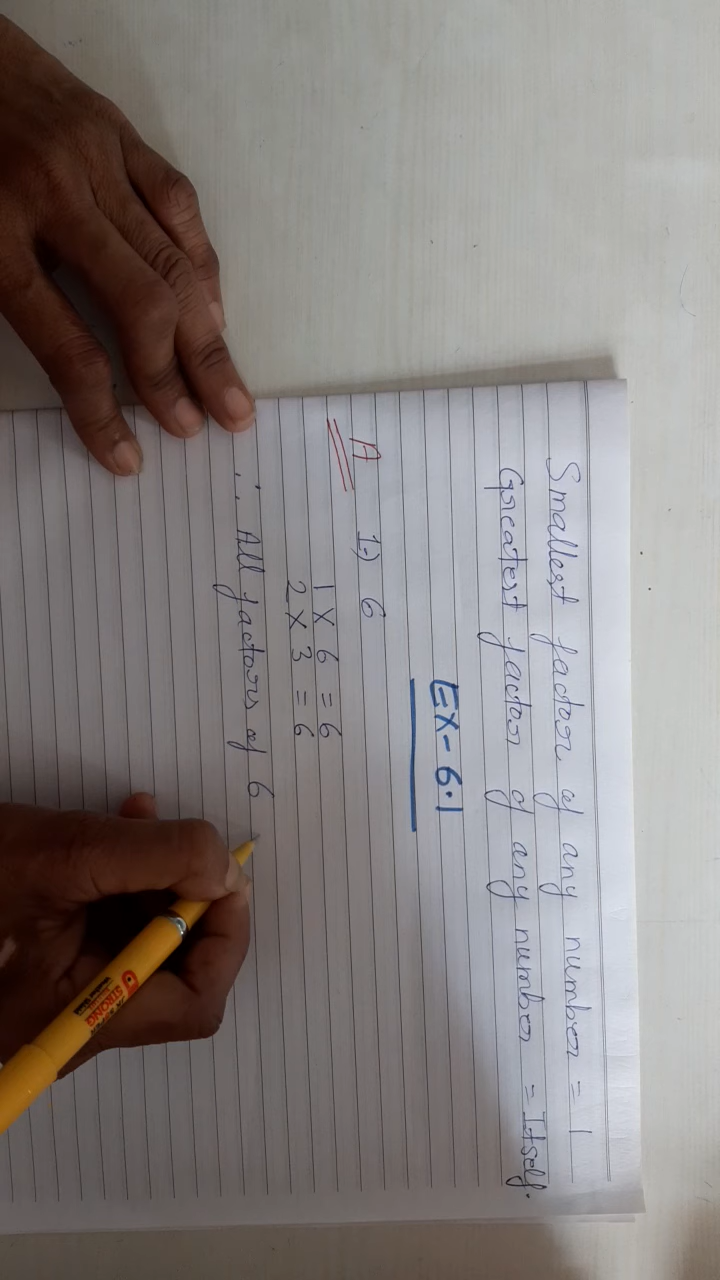 Smallest factor of any number = 1
Greatest factor of any number = Itself.
EX-6.1
A 1.) 6
1 X 6 = 6
2 X 3 = 6
∴ All factors of 6
STRONG